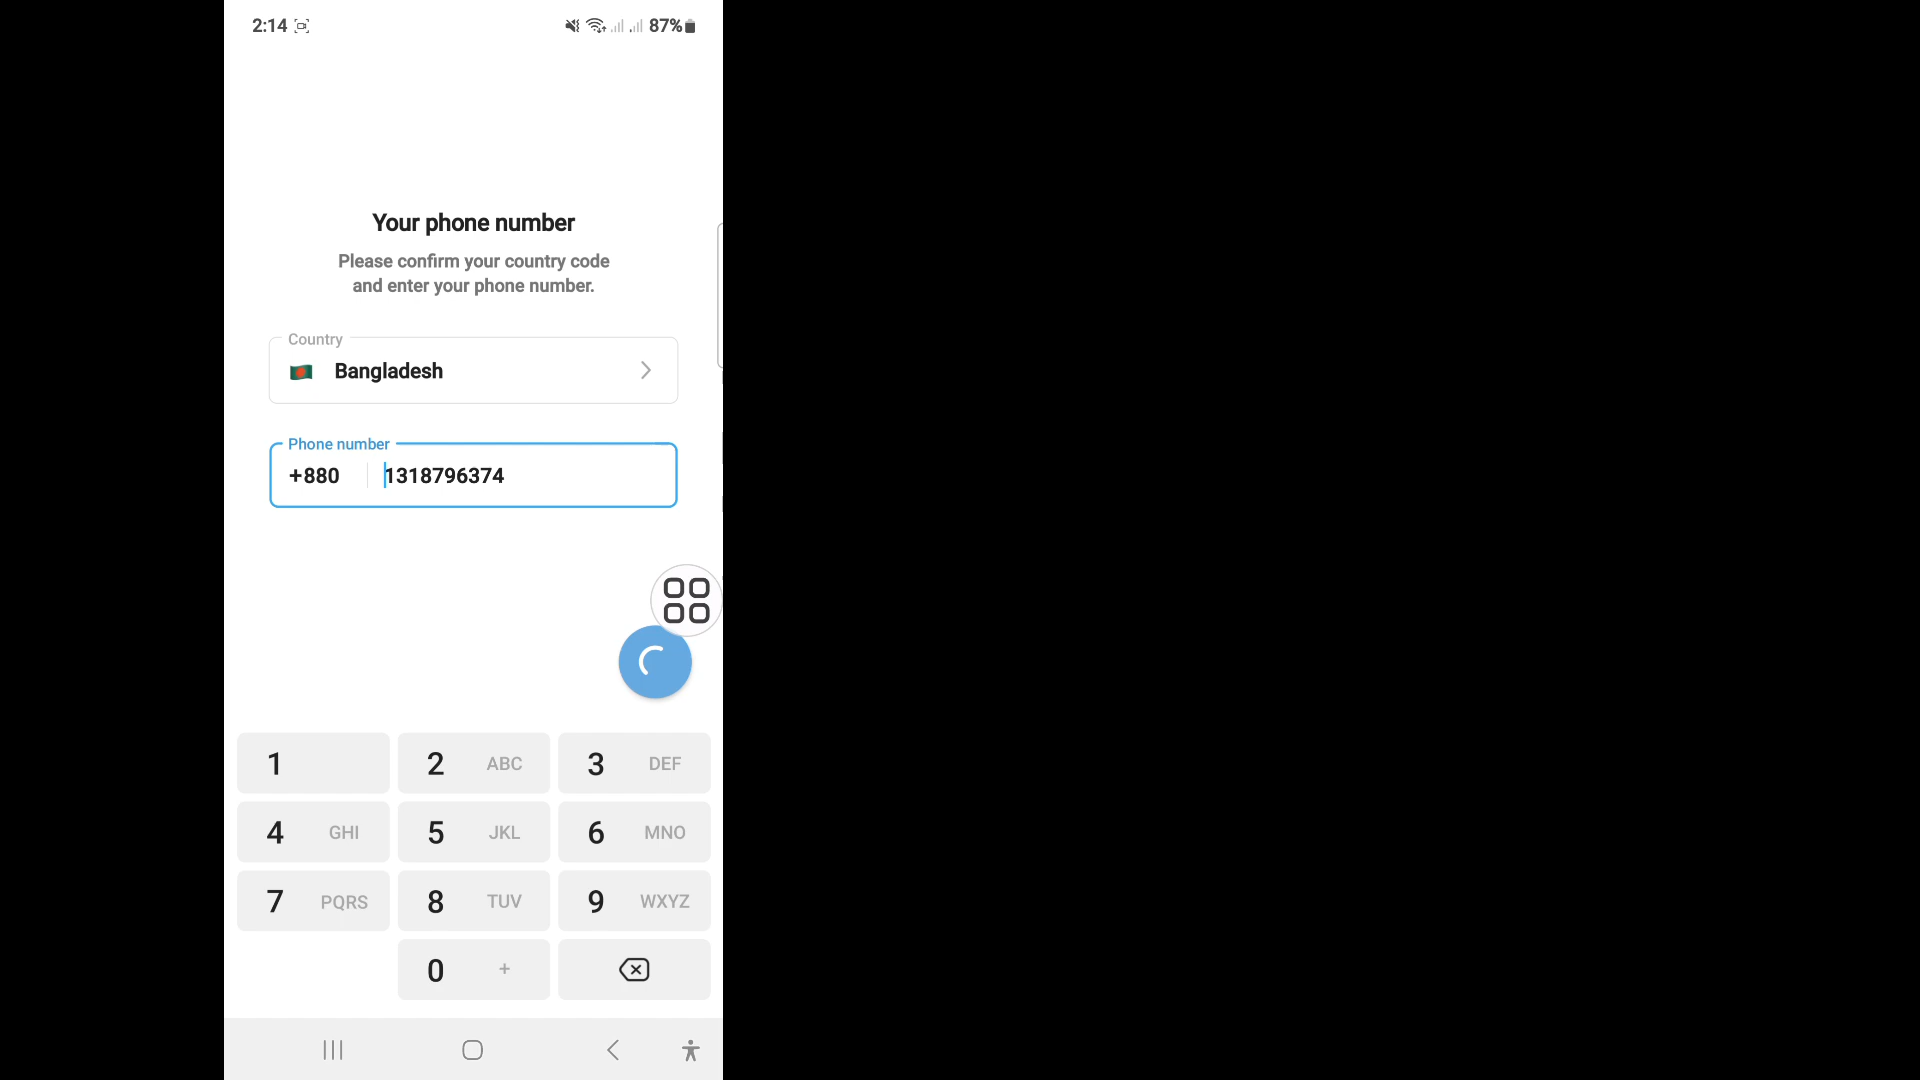 2:14
87%
Your phone number
Please confirm your country code
and enter your phone number.
Country
Bangladesh
Phone number
+880 1318796374
1
2 ABC
3 DEF
4 GHI
5 JKL
6 MNO
7 PQRS
8 TUV
9 WXYZ
0 +